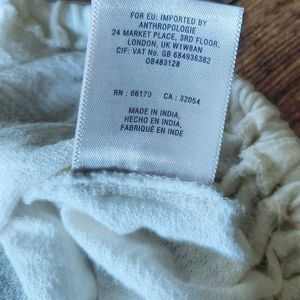 FOR EU: IMPORTED BY
ANTHROPOLOGIE
24 MARKET PLACE, 3RD FLOOR,
LONDON, UK W1W8AN
CIF: VAT No. GB 684936382
GB483128
RN : 66170 CA : 32054
MADE IN INDIA,
HECHO EN INDIA,
FABRIQUÉ EN INDE